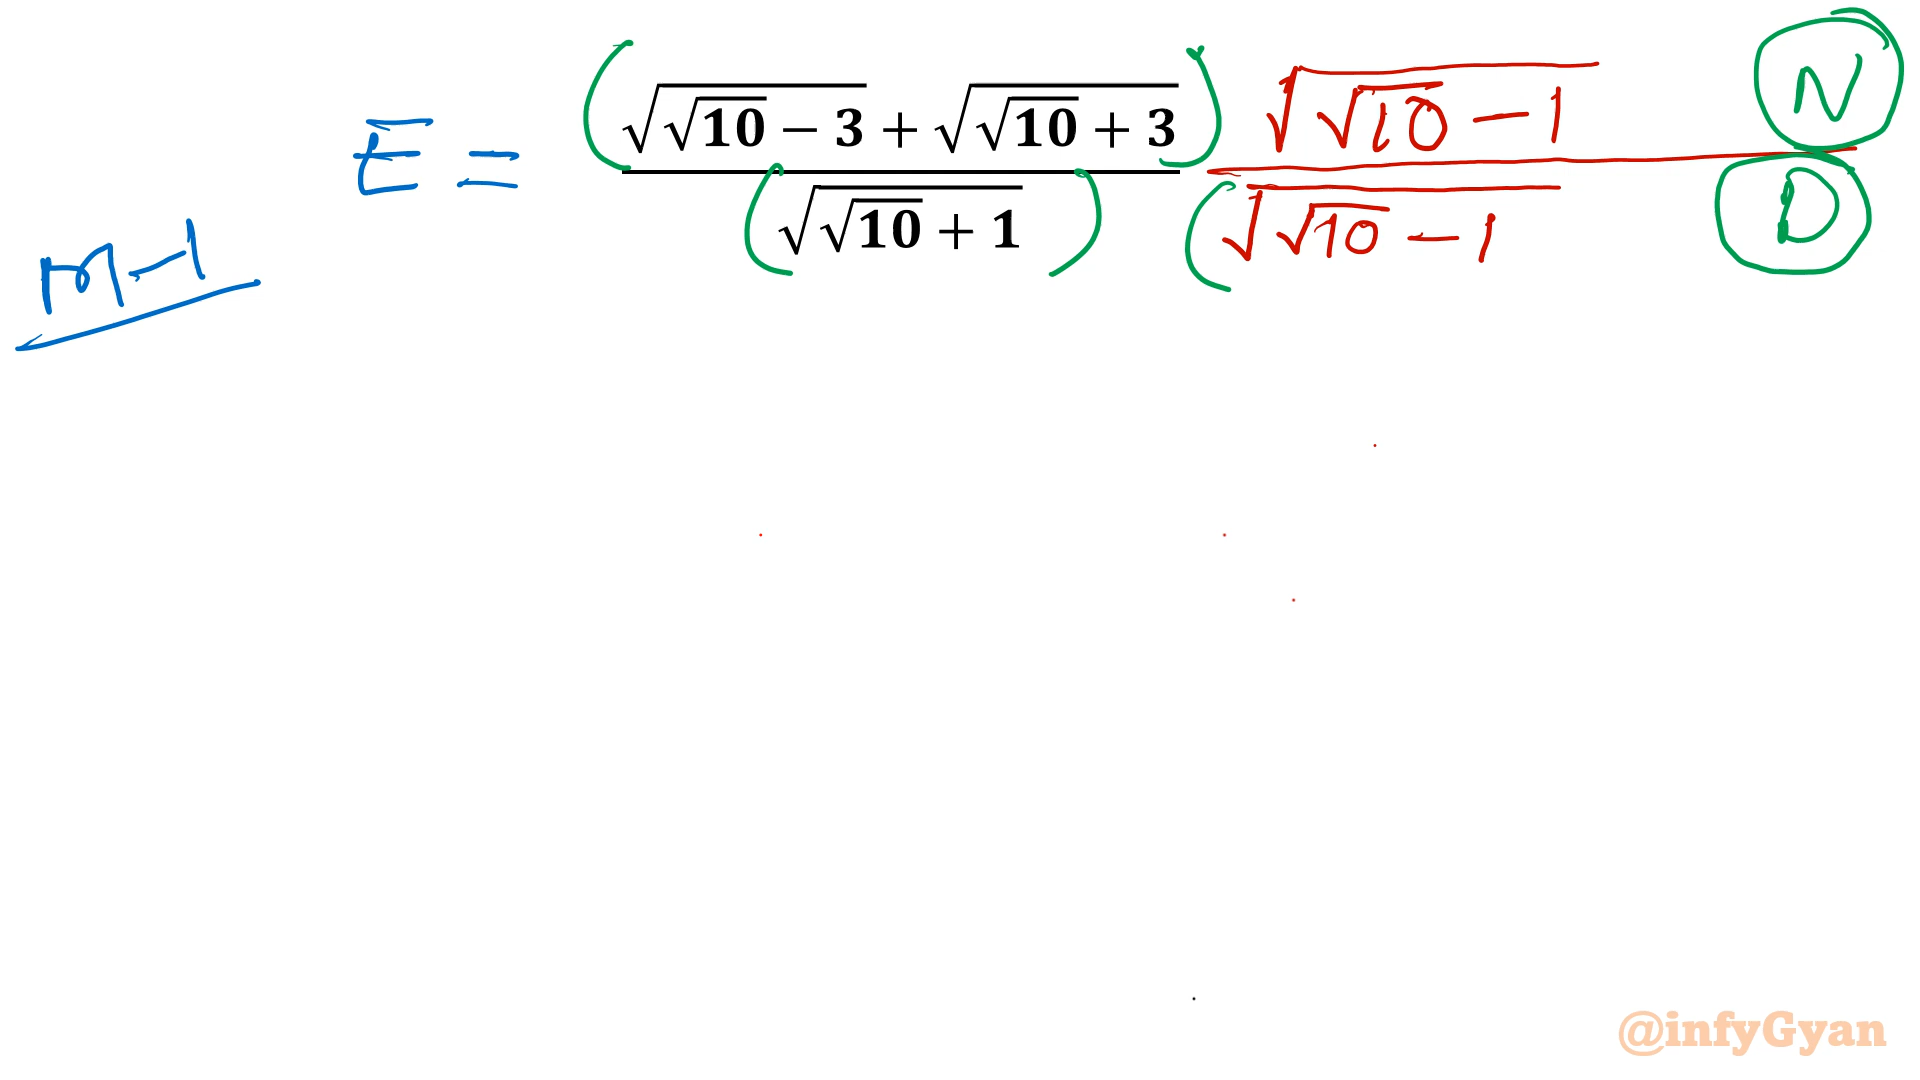 E = (√(√10 − 3) + √(√10 + 3)) / (√(√10 + 1)) √(√10 − 1) / (√(√10 − 1) N / D
m-1
@infyGyan